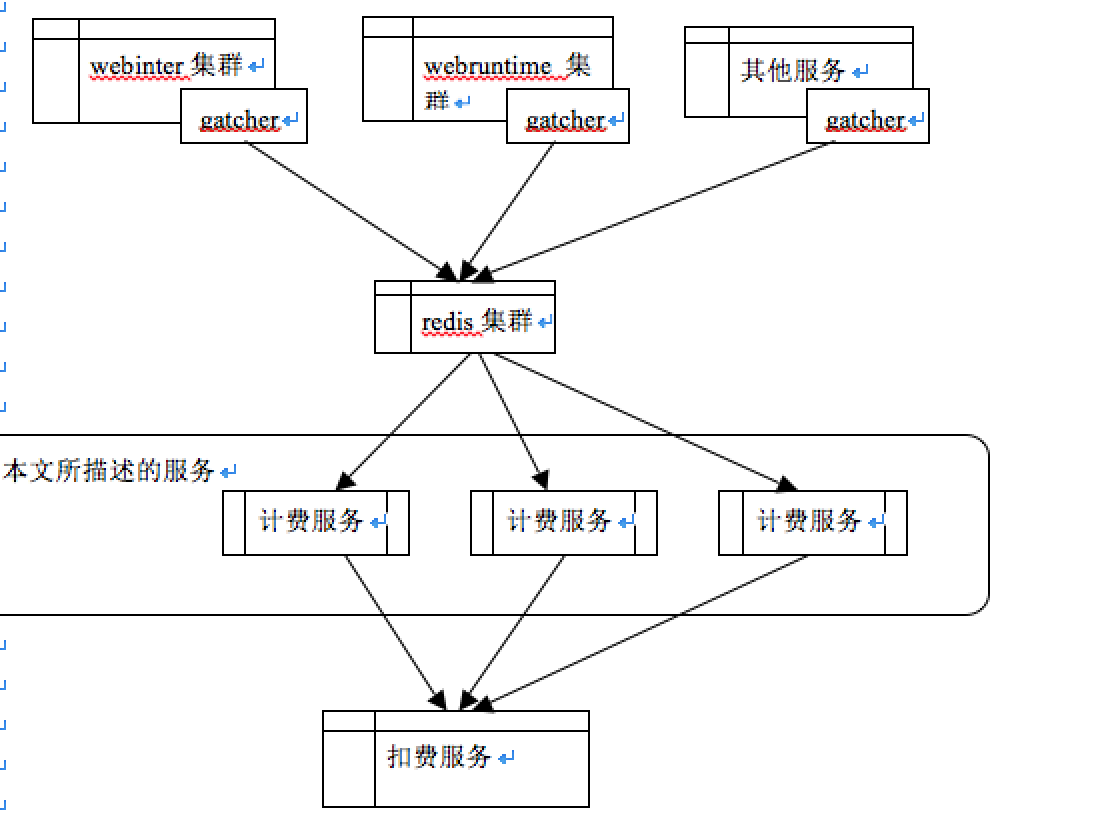 webinter 集群
webruntime 集
群
其他服务
gatcher
gatcher
gatcher
redis 集群
本文所描述的服务
计费服务
计费服务
计费服务
扣费服务